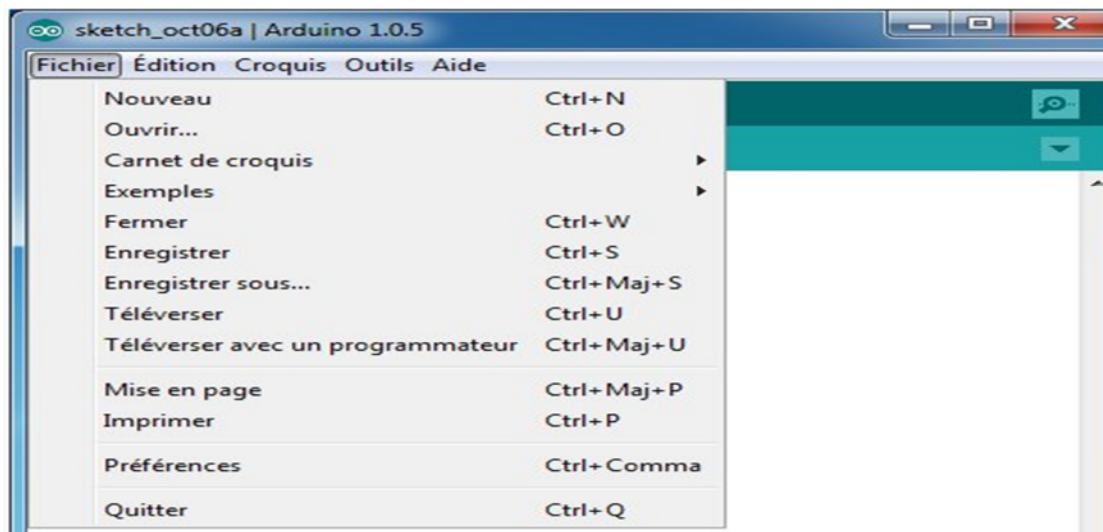 sketch_oct06a | Arduino 1.0.5
Fichier Édition Croquis Outils Aide
Nouveau Ctrl+N
Ouvrir... Ctrl+O
Carnet de croquis
Exemples
Fermer Ctrl+W
Enregistrer Ctrl+S
Enregistrer sous... Ctrl+Maj+S
Téléverser Ctrl+U
Téléverser avec un programmateur Ctrl+Maj+U
Mise en page Ctrl+Maj+P
Imprimer Ctrl+P
Préférences Ctrl+Comma
Quitter Ctrl+Q